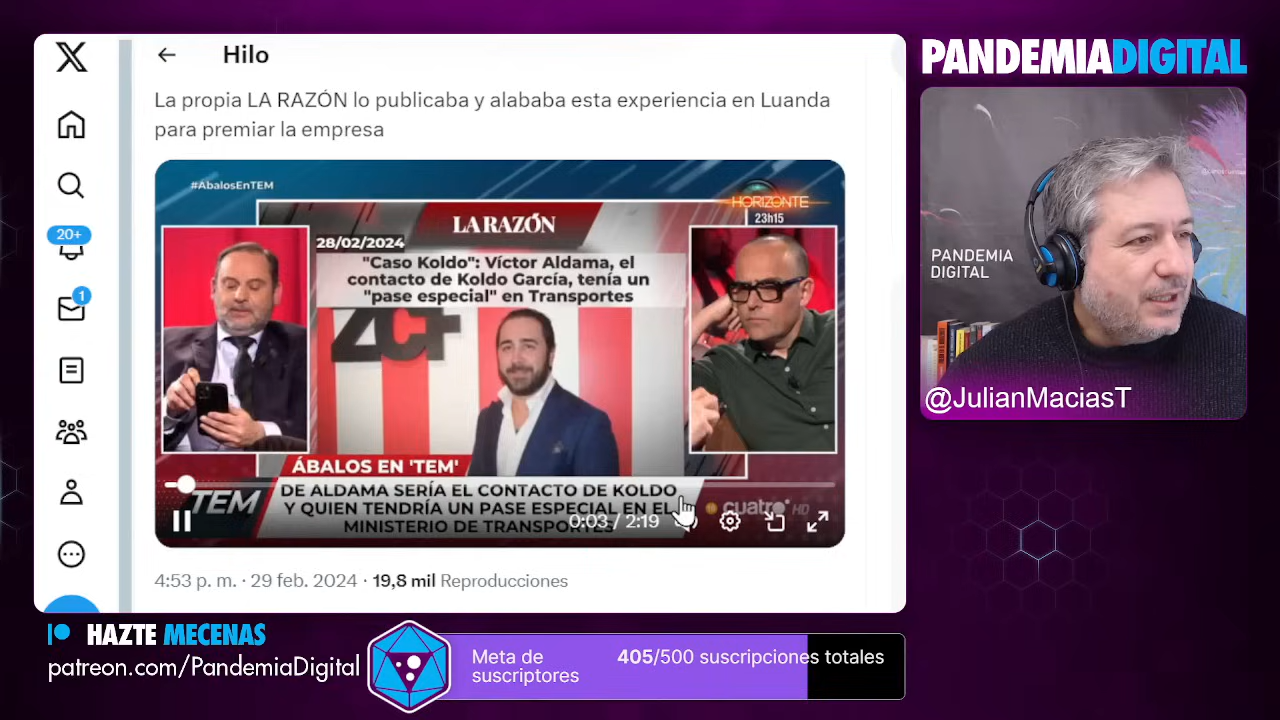 Hilo
La propia LA RAZÓN lo publicaba y alababa esta experiencia en Luanda
para premiar la empresa
#AbalosEnTEM
HORIZONTE
23h15
LA RAZÓN
28/02/2024
"Caso Koldo": Víctor Aldama, el
contacto de Koldo García, tenía un
"pase especial" en Transportes
ZCF
ÁBALOS EN 'TEM'
TEM
DE ALDAMA SERÍA EL CONTACTO DE KOLDO
Y QUIEN TENDRÍA UN PASE ESPECIAL EN EL
MINISTERIO DE TRANSPORTES
cuatro HD
0:03 / 2:19
4:53 p. m. · 29 feb. 2024 · 19,8 mil Reproducciones
20+
1
PANDEMIADIGITAL
PANDEMIA
DIGITAL
@JulianMaciasT
HAZTE MECENAS
patreon.com/PandemiaDigital
Meta de
suscriptores
405/500 suscripciones totales